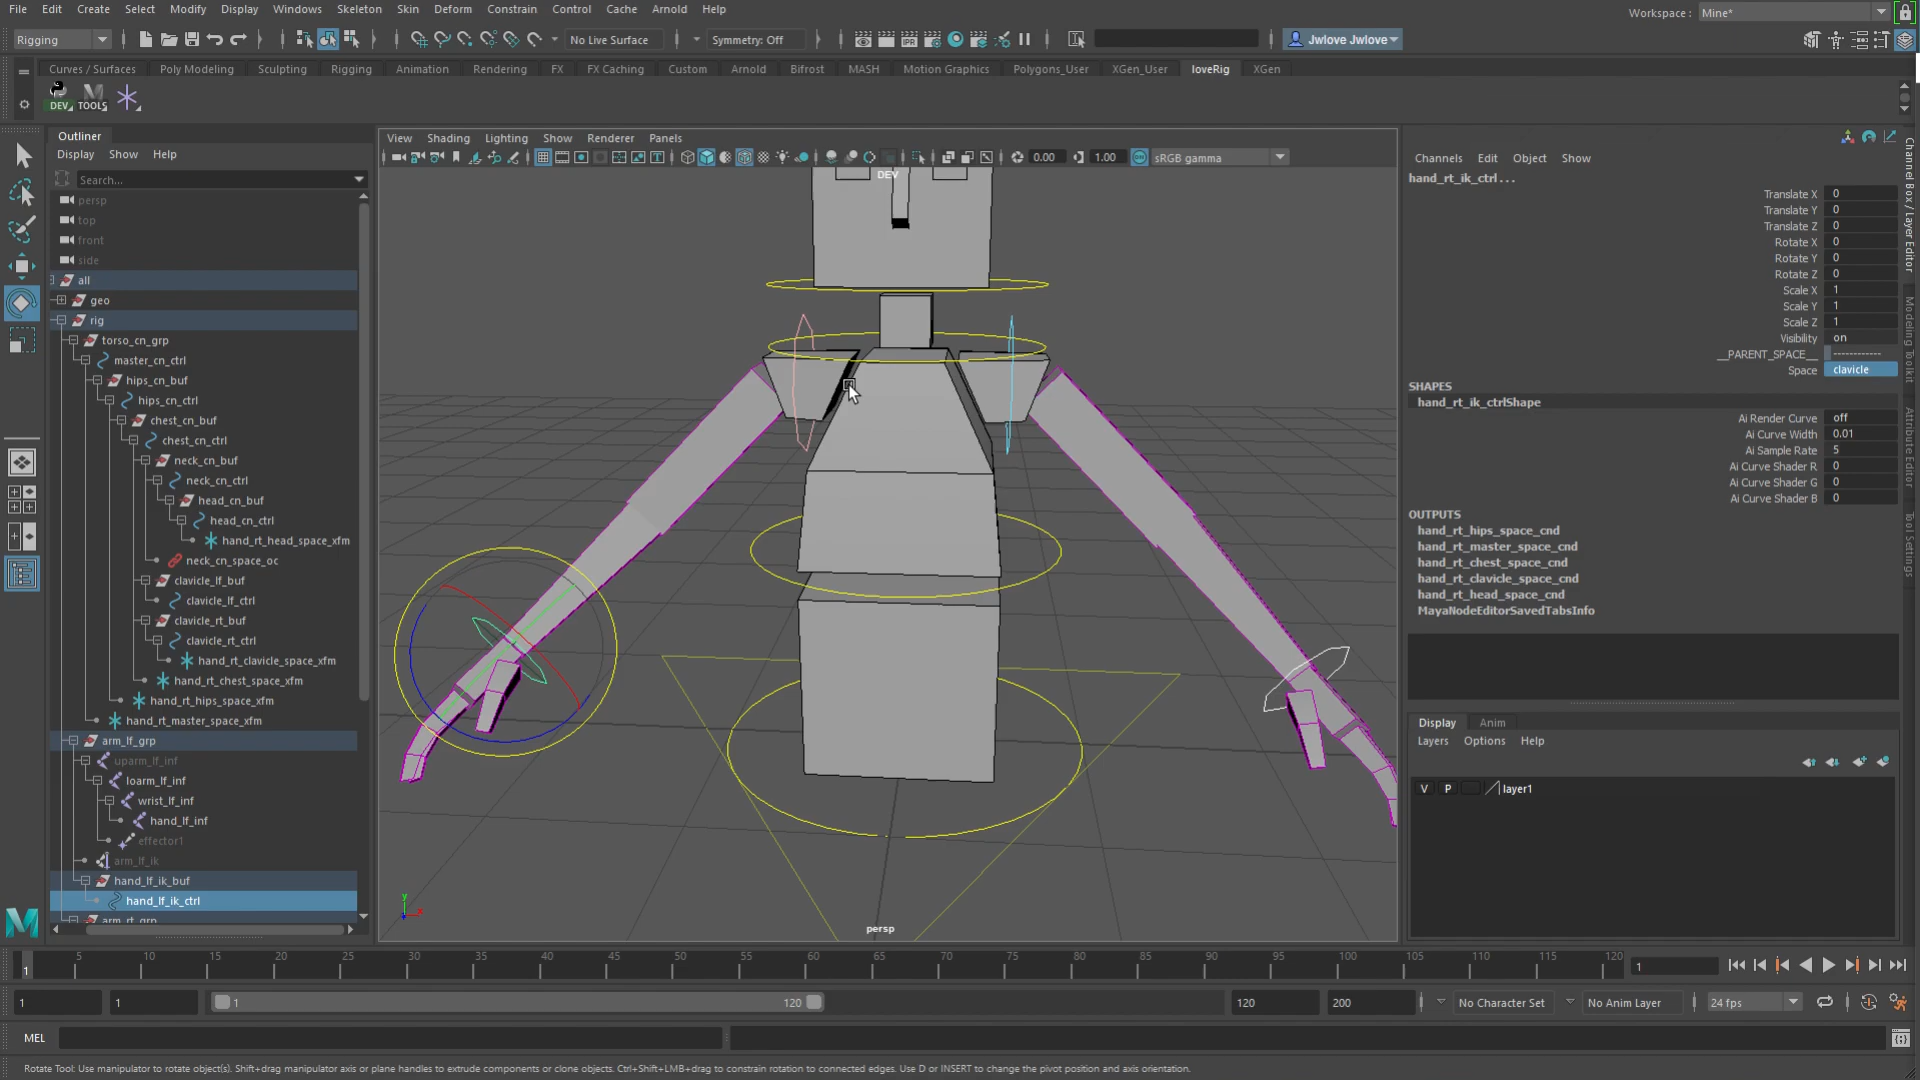 File Edit Create Select Modify Display Windows Skeleton Skin Deform Constrain Control Cache Arnold Help
Workspace : Mine*
Rigging
No Live Surface
Symmetry: Off
Jwlove Jwlove
Curves / Surfaces Poly Modeling Sculpting Rigging Animation Rendering FX FX Caching Custom Arnold Bifrost MASH Motion Graphics Polygons_User XGen_User loveRig XGen
DEV TOOLS
Outliner
Display Show Help
Search...
persp
top
front
side
all
geo
rig
torso_cn_grp
master_cn_ctrl
hips_cn_buf
hips_cn_ctrl
chest_cn_buf
chest_cn_ctrl
neck_cn_buf
neck_cn_ctrl
head_cn_buf
head_cn_ctrl
hand_rt_head_space_xfm
neck_cn_space_oc
clavicle_lf_buf
clavicle_lf_ctrl
clavicle_rt_buf
clavicle_rt_ctrl
hand_rt_clavicle_space_xfm
hand_rt_chest_space_xfm
hand_rt_hips_space_xfm
hand_rt_master_space_xfm
arm_lf_grp
uparm_lf_inf
loarm_lf_inf
wrist_lf_inf
hand_lf_inf
effector1
arm_lf_ik
hand_lf_ik_buf
hand_lf_ik_ctrl
arm_rt_grp
View Shading Lighting Show Renderer Panels
0.00 1.00 sRGB gamma
DEV
y
x
persp
Channels Edit Object Show
hand_rt_ik_ctrl . . .
Translate X 0
Translate Y 0
Translate Z 0
Rotate X 0
Rotate Y 0
Rotate Z 0
Scale X 1
Scale Y 1
Scale Z 1
Visibility on
__PARENT_SPACE__ ------------
Space clavicle
SHAPES
hand_rt_ik_ctrlShape
Ai Render Curve off
Ai Curve Width 0.01
Ai Sample Rate 5
Ai Curve Shader R 0
Ai Curve Shader G 0
Ai Curve Shader B 0
OUTPUTS
hand_rt_hips_space_cnd
hand_rt_master_space_cnd
hand_rt_chest_space_cnd
hand_rt_clavicle_space_cnd
hand_rt_head_space_cnd
MayaNodeEditorSavedTabsInfo
Display Anim
Layers Options Help
V P layer1
Channel Box / Layer Editor
Modeling Toolkit
Attribute Editor
Tool Settings
1 5 10 15 20 25 30 35 40 45 50 55 60 65 70 75 80 85 90 95 100 105 110 115 120
1
1 1 1 120 120 200 No Character Set No Anim Layer 24 fps
MEL
Rotate Tool: Use manipulator to rotate object(s). Shift+drag manipulator axis or plane handles to extrude components or clone objects. Ctrl+Shift+LMB+drag to constrain rotation to connected edges. Use D or INSERT to change the pivot position and axis orientation.